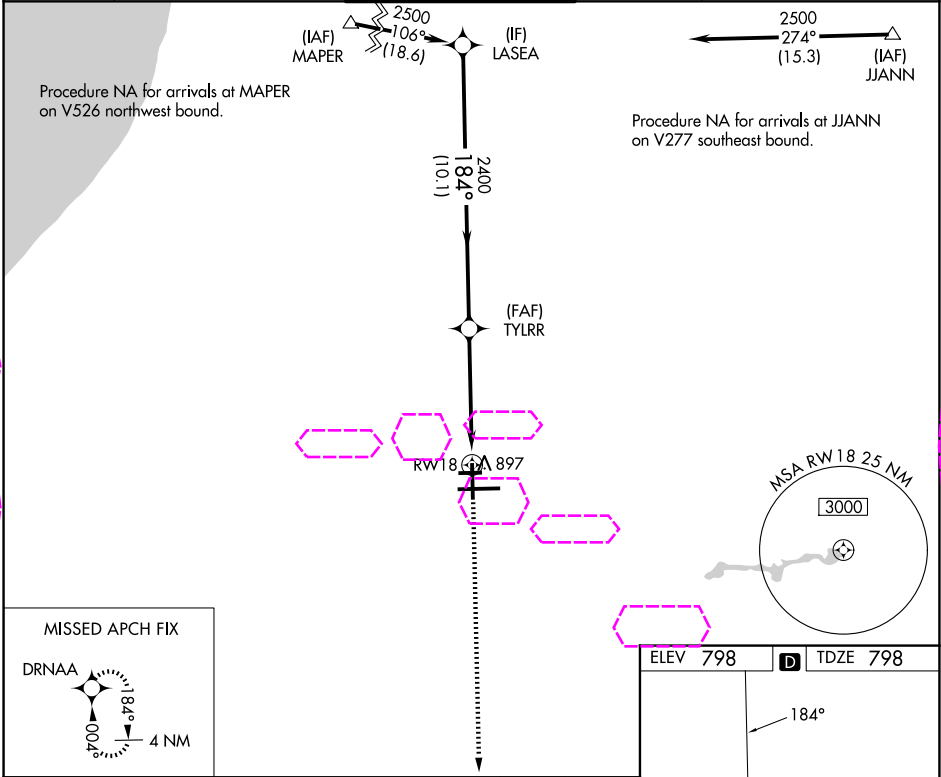 2500
106°
(18.6)
(IAF)
MAPER
(IF)
LASEA
2500
274°
(15.3)
(IAF)
JJANN
Procedure NA for arrivals at MAPER
on V526 northwest bound.
Procedure NA for arrivals at JJANN
on V277 southeast bound.
2400
184°
(10.1)
(FAF)
TYLRR
RW18
897
MSA RW18 25 NM
3000
MISSED APCH FIX
DRNAA
184°
004°
4 NM
ELEV 798
D
TDZE 798
184°